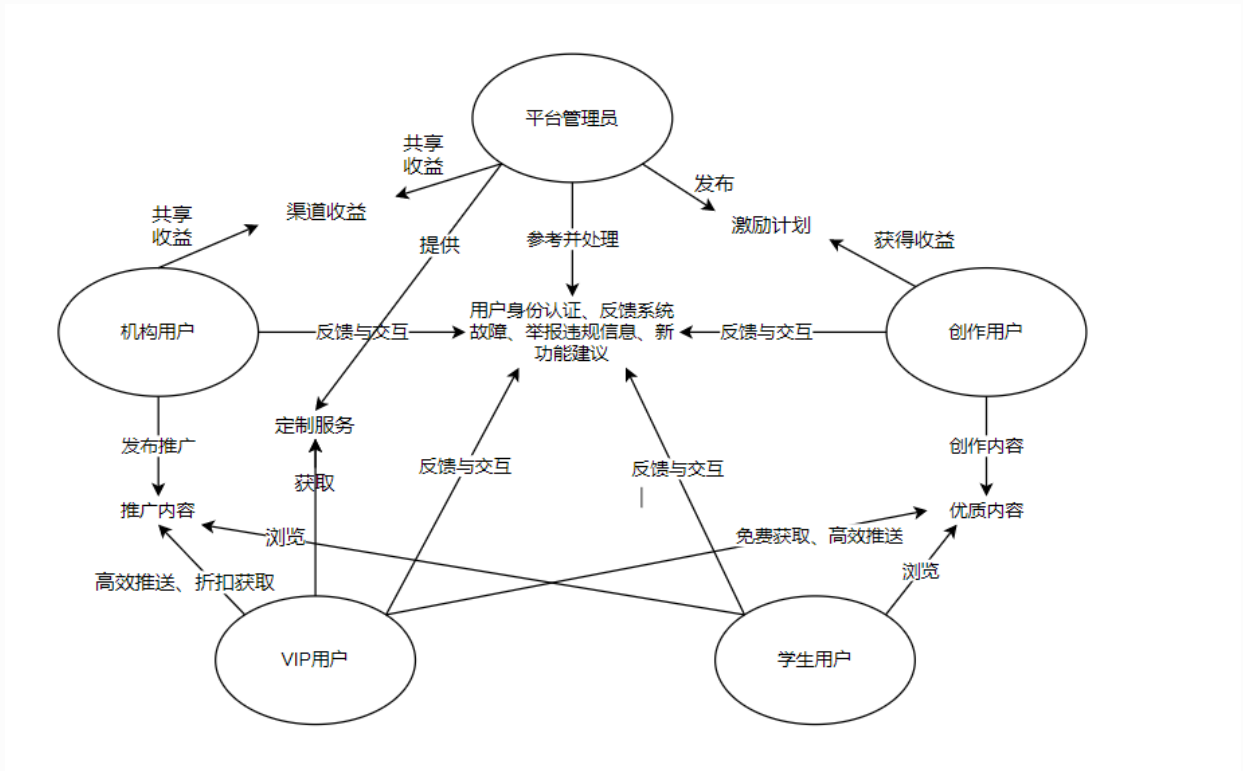 平台管理员
共享
收益
发布
渠道收益
共享
收益
激励计划
提供
参考并处理
获得收益
用户身份认证、反馈系统
故障、举报违规信息、新
功能建议
机构用户
反馈与交互
反馈与交互
创作用户
定制服务
发布推广
创作内容
反馈与交互
反馈与交互
获取
推广内容
优质内容
浏览
免费获取、高效推送
高效推送、折扣获取
浏览
VIP用户
学生用户